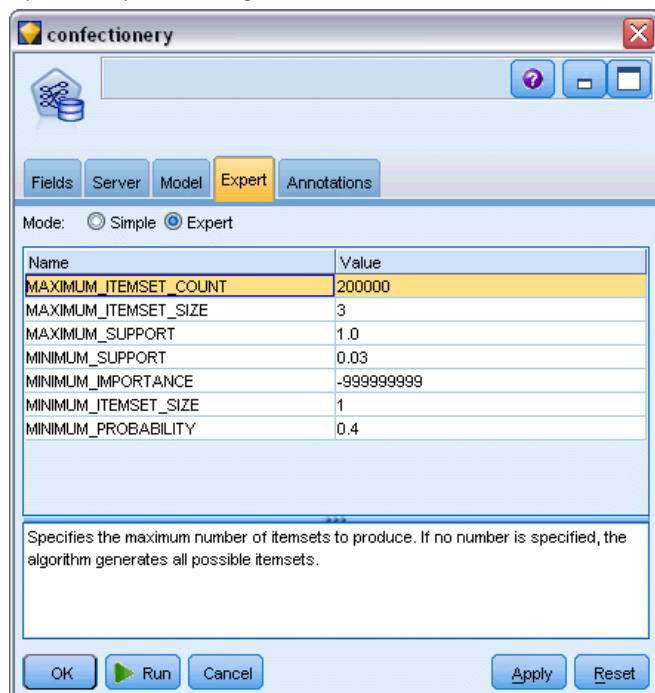 confectionery
Fields Server Model Expert Annotations
Mode: Simple Expert
Name Value
MAXIMUM_ITEMSET_COUNT 200000
MAXIMUM_ITEMSET_SIZE 3
MAXIMUM_SUPPORT 1.0
MINIMUM_SUPPORT 0.03
MINIMUM_IMPORTANCE -999999999
MINIMUM_ITEMSET_SIZE 1
MINIMUM_PROBABILITY 0.4
Specifies the maximum number of itemsets to produce. If no number is specified, the
algorithm generates all possible itemsets.
OK Run Cancel Apply Reset